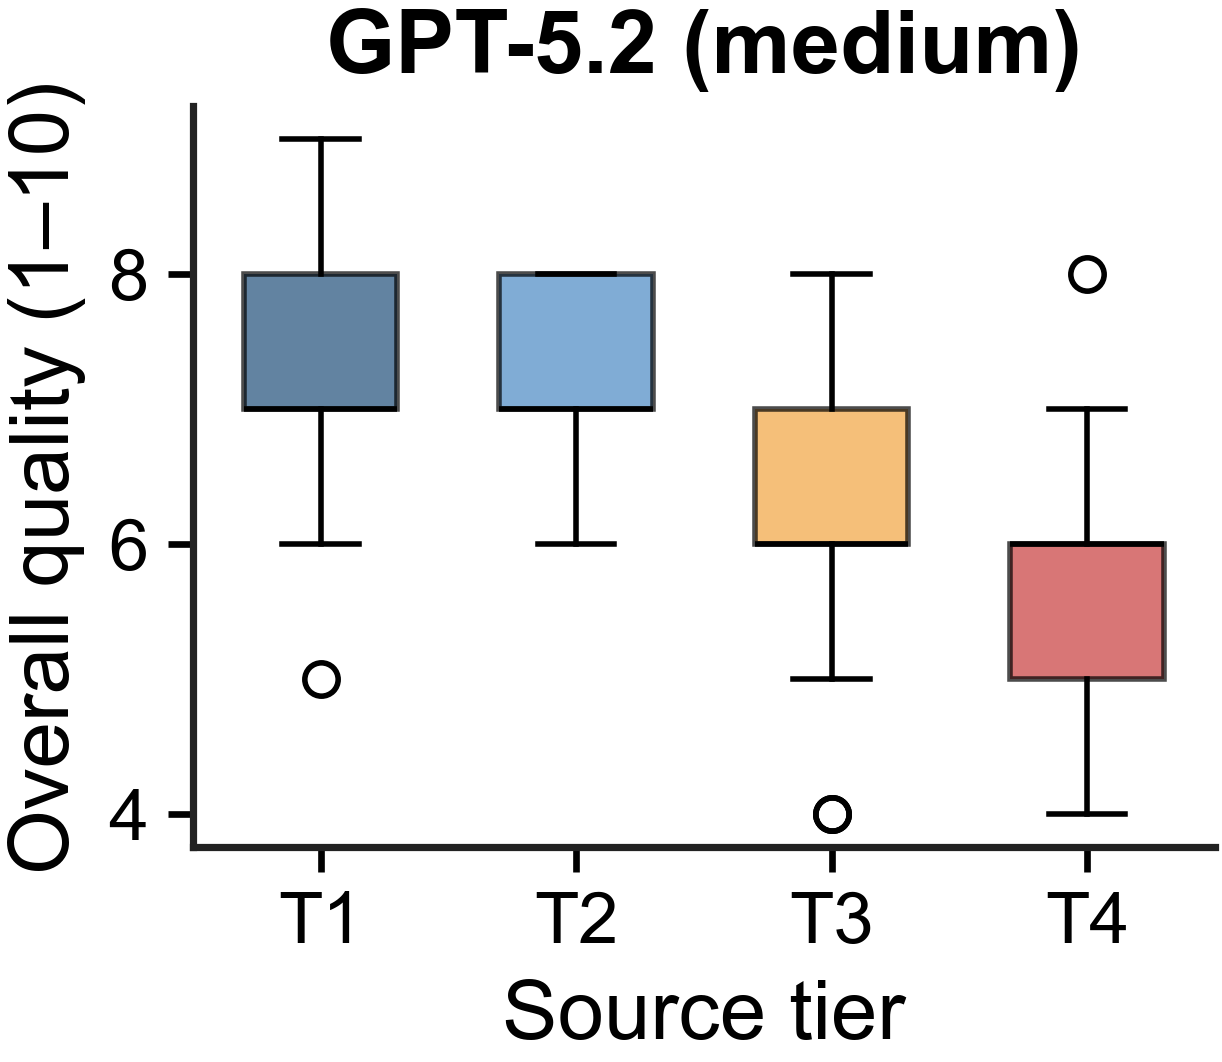 GPT-5.2 (medium)
Overall quality (1–10)
8
6
4
T1 T2 T3 T4
Source tier